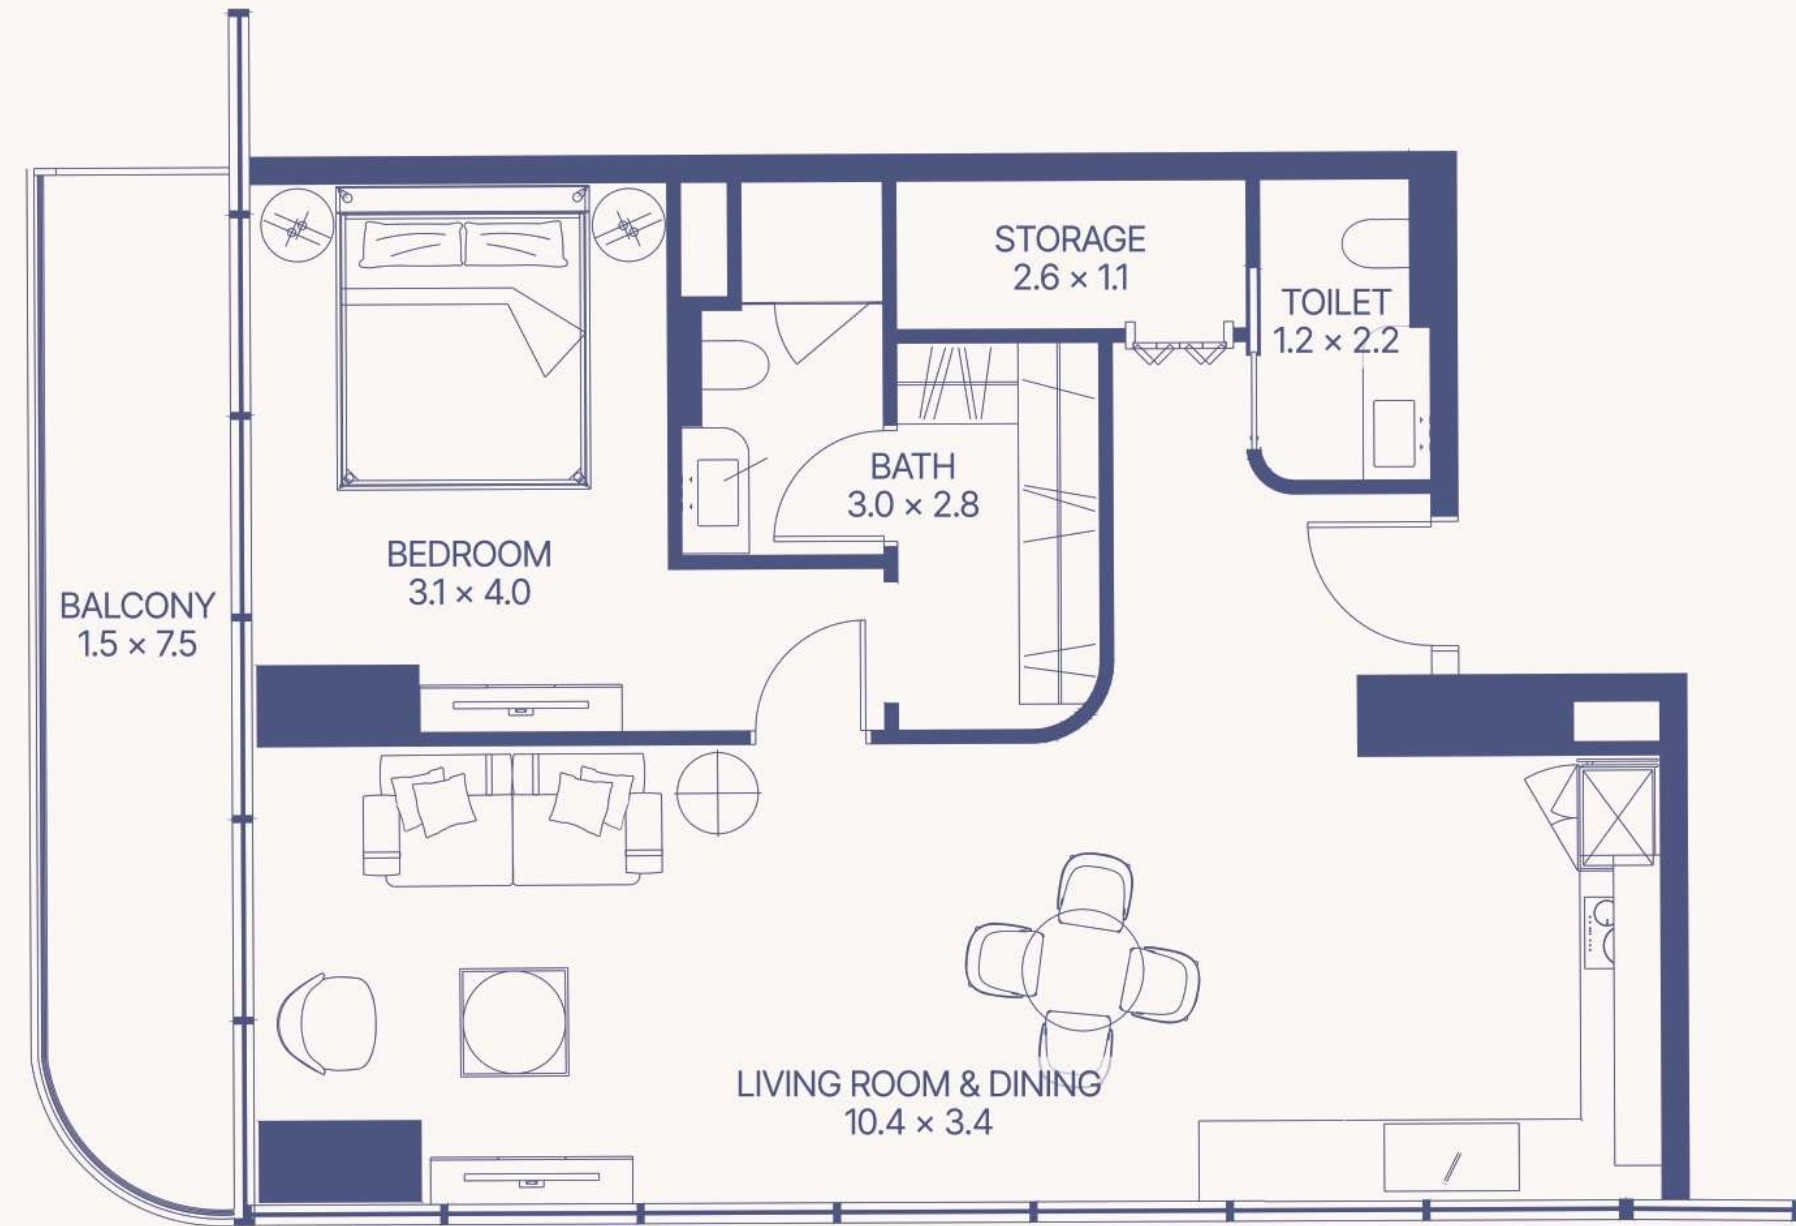 STORAGE
2.6 × 1.1
TOILET
1.2 × 2.2
BATH
3.0 × 2.8
BEDROOM
3.1 × 4.0
BALCONY
1.5 × 7.5
LIVING ROOM & DINING
10.4 × 3.4